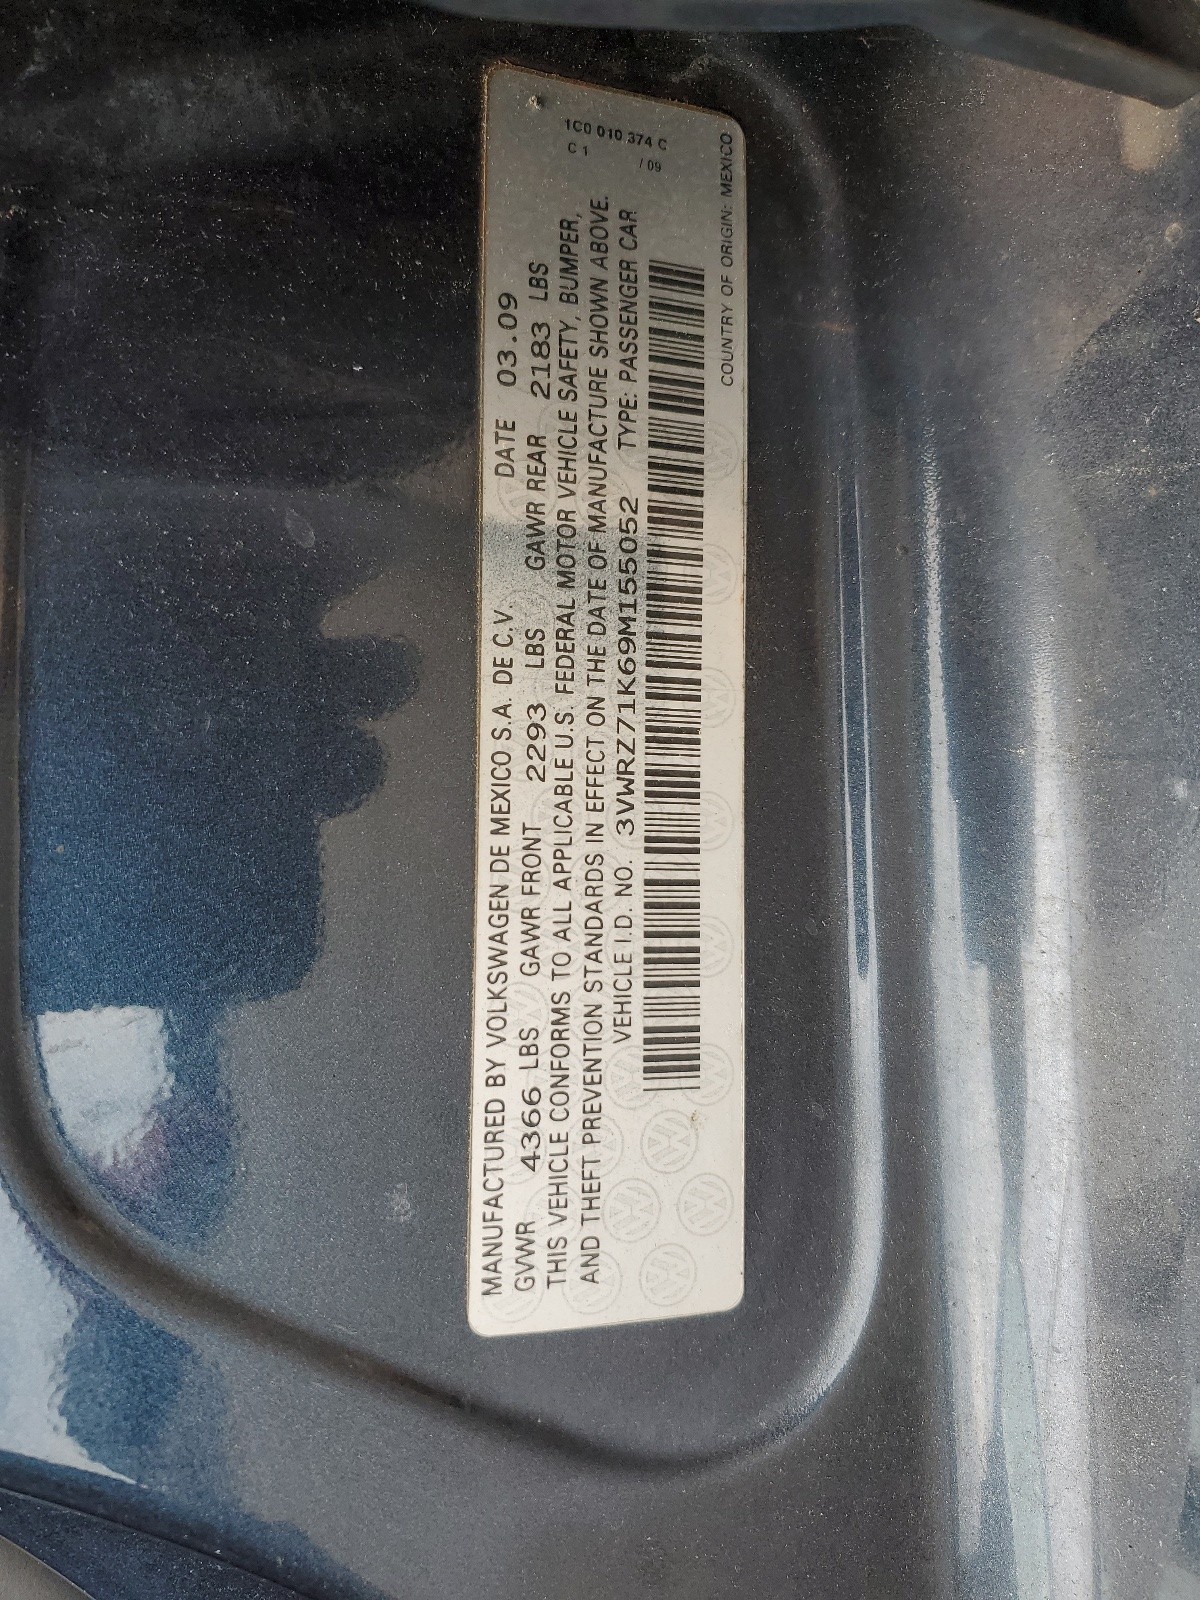 1C0 010 374 C
C 1 / 09
MANUFACTURED BY VOLKSWAGEN DE MEXICO S.A. DE C.V. DATE 03.09
GVWR 4366 LBS GAWR FRONT 2293 LBS GAWR REAR 2183 LBS
THIS VEHICLE CONFORMS TO ALL APPLICABLE U.S. FEDERAL MOTOR VEHICLE SAFETY, BUMPER,
AND THEFT PREVENTION STANDARDS IN EFFECT ON THE DATE OF MANUFACTURE SHOWN ABOVE.
VEHICLE I.D. NO. 3VWRZ71K69M155052 TYPE: PASSENGER CAR
COUNTRY OF ORIGIN: MEXICO